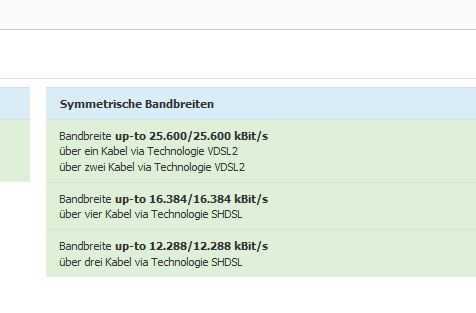 Symmetrische Bandbreiten
Bandbreite up-to 25.600/25.600 kBit/s
über ein Kabel via Technologie VDSL2
über zwei Kabel via Technologie VDSL2
Bandbreite up-to 16.384/16.384 kBit/s
über vier Kabel via Technologie SHDSL
Bandbreite up-to 12.288/12.288 kBit/s
über drei Kabel via Technologie SHDSL